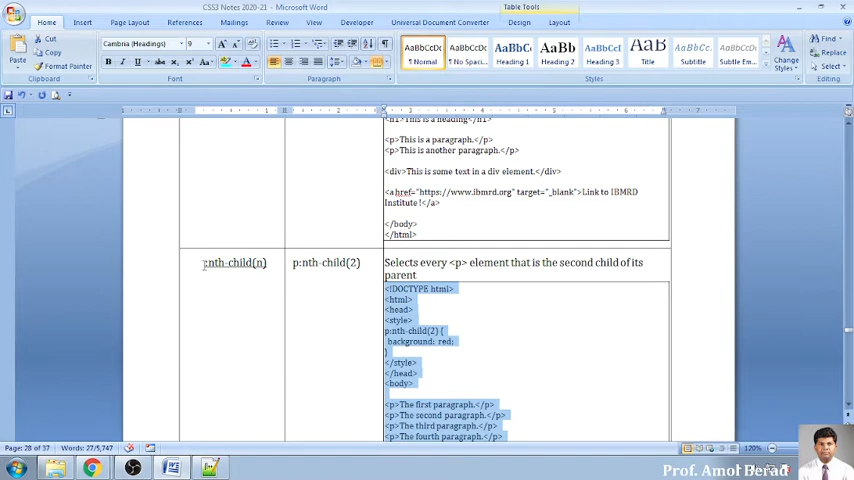 CSS3 Notes 2020-21 - Microsoft Word
Table Tools
Home Insert Page Layout References Mailings Review View Developer Universal Document Converter Design Layout
Cut
Copy
Format Painter
Paste
Clipboard
Cambria (Headings) 9
Font
Paragraph
AaBbCcDc AaBbCcDc AaBbC AaBbCc AaBbCcI AaB AaBbCc. AaBbCcDc
¶ Normal ¶ No Spaci... Heading 1 Heading 2 Heading 3 Title Subtitle Subtle Em...
Styles
Change Styles
Find
Replace
Select
Editing
<h1>This is a heading</h1>
<p>This is a paragraph.</p>
<p>This is another paragraph.</p>
<div>This is some text in a div element.</div>
<a href="https://www.ibmrd.org" target="_blank">Link to IBMRD
Institute !</a>
</body>
</html>
:nth-child(n)
p:nth-child(2)
Selects every <p> element that is the second child of its
parent
<!DOCTYPE html>
<html>
<head>
<style>
p:nth-child(2) {
background: red;
}
</style>
</head>
<body>
<p>The first paragraph.</p>
<p>The second paragraph.</p>
<p>The third paragraph.</p>
<p>The fourth paragraph.</p>
Page: 28 of 37 Words: 27/5,747 120%
Prof. Amol Berad